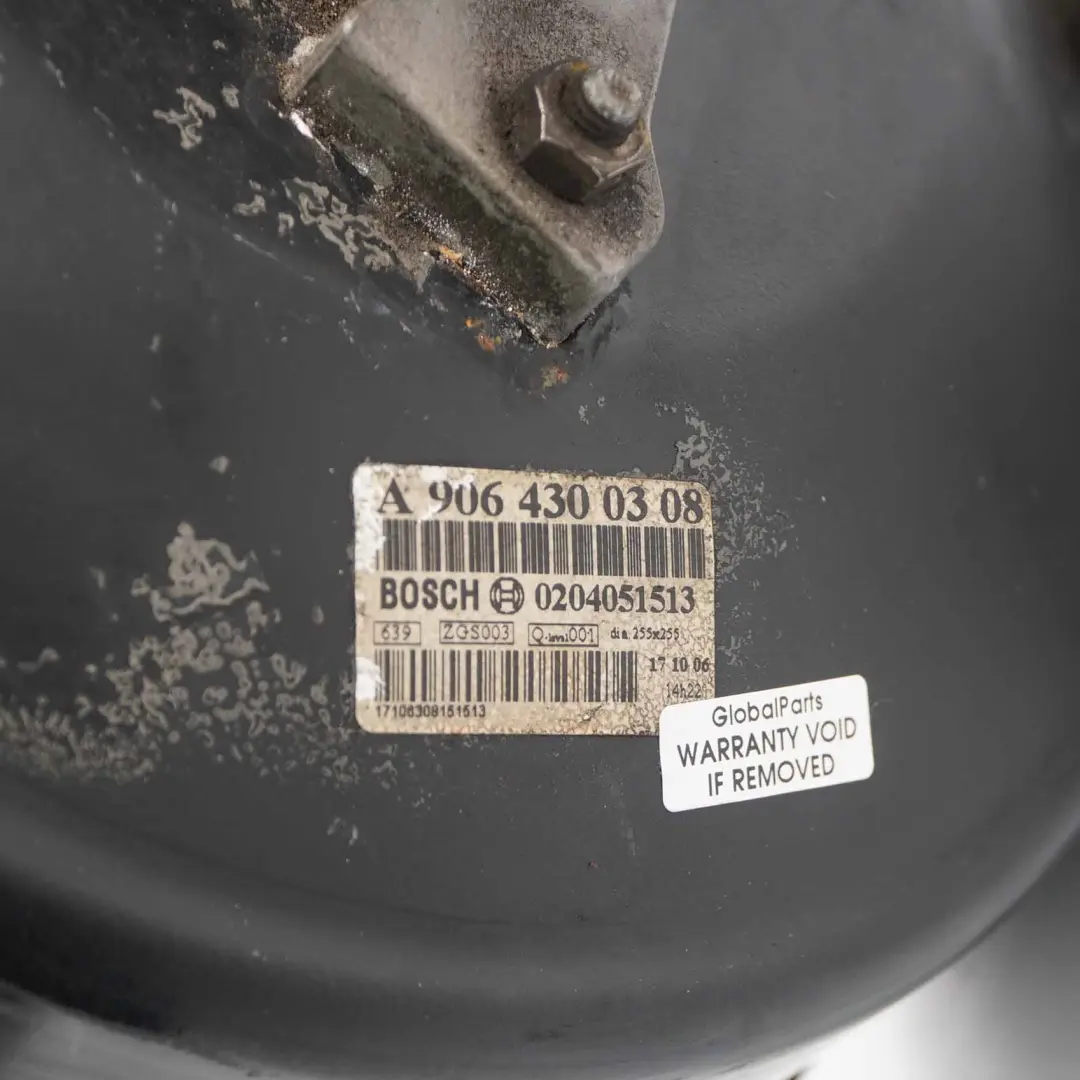 A 906 430 03 08
BOSCH 0204051513
639 ZGS003 Q-level001 dia 255x255
17 10 06
14h22
17106308151513
GlobalParts
WARRANTY VOID
IF REMOVED